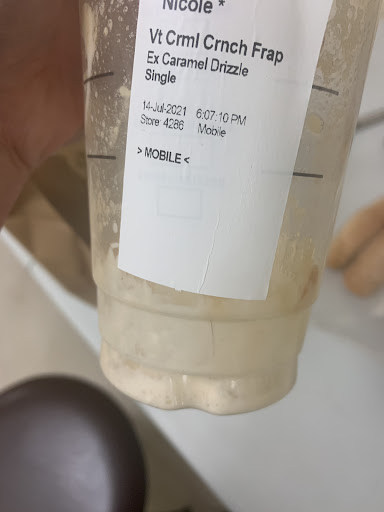 Nicole *
Vt Crml Crnch Frap
Ex Caramel Drizzle
Single
14-Jul-2021 6:07:10 PM
Store: 4286 Mobile
> MOBILE <